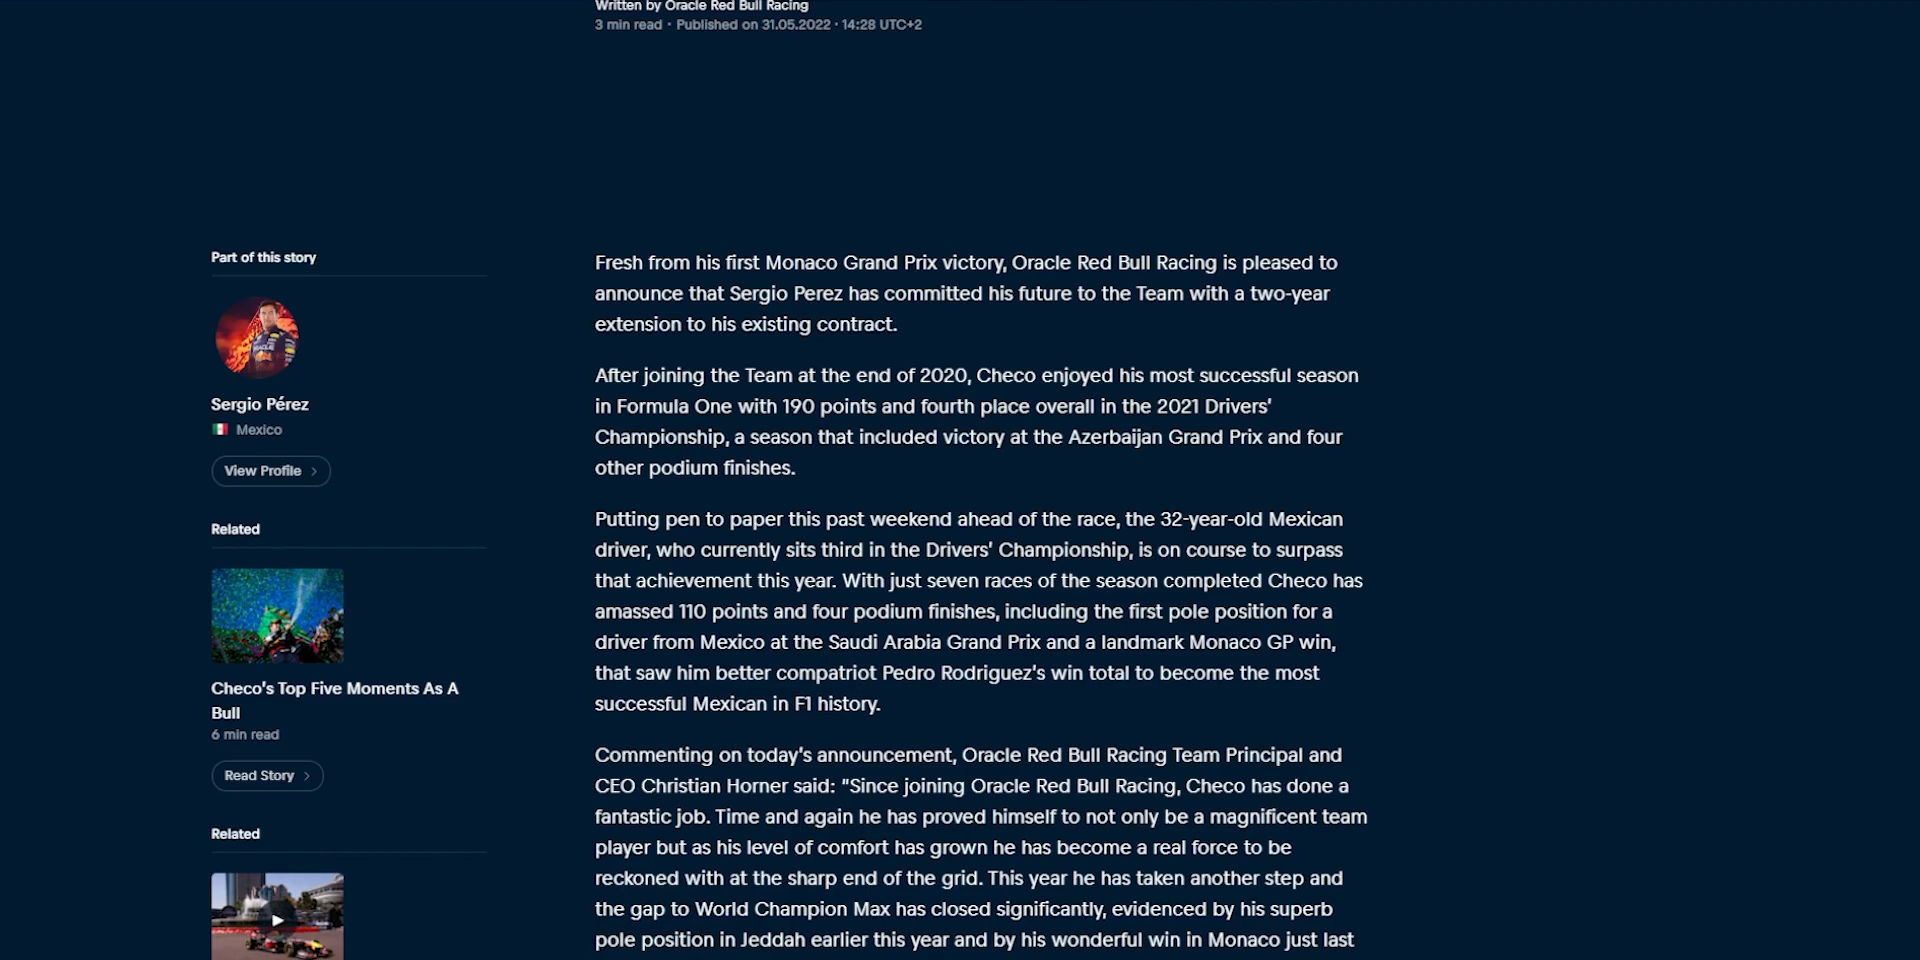 Written by Oracle Red Bull Racing
3 min read · Published on 31.05.2022 · 14:28 UTC+2
Part of this story
Sergio Pérez
Mexico
View Profile
Related
Checo's Top Five Moments As A
Bull
6 min read
Read Story
Related
Fresh from his first Monaco Grand Prix victory, Oracle Red Bull Racing is pleased to
announce that Sergio Perez has committed his future to the Team with a two-year
extension to his existing contract.
After joining the Team at the end of 2020, Checo enjoyed his most successful season
in Formula One with 190 points and fourth place overall in the 2021 Drivers'
Championship, a season that included victory at the Azerbaijan Grand Prix and four
other podium finishes.
Putting pen to paper this past weekend ahead of the race, the 32-year-old Mexican
driver, who currently sits third in the Drivers' Championship, is on course to surpass
that achievement this year. With just seven races of the season completed Checo has
amassed 110 points and four podium finishes, including the first pole position for a
driver from Mexico at the Saudi Arabia Grand Prix and a landmark Monaco GP win,
that saw him better compatriot Pedro Rodriguez's win total to become the most
successful Mexican in F1 history.
Commenting on today's announcement, Oracle Red Bull Racing Team Principal and
CEO Christian Horner said: "Since joining Oracle Red Bull Racing, Checo has done a
fantastic job. Time and again he has proved himself to not only be a magnificent team
player but as his level of comfort has grown he has become a real force to be
reckoned with at the sharp end of the grid. This year he has taken another step and
the gap to World Champion Max has closed significantly, evidenced by his superb
pole position in Jeddah earlier this year and by his wonderful win in Monaco just last